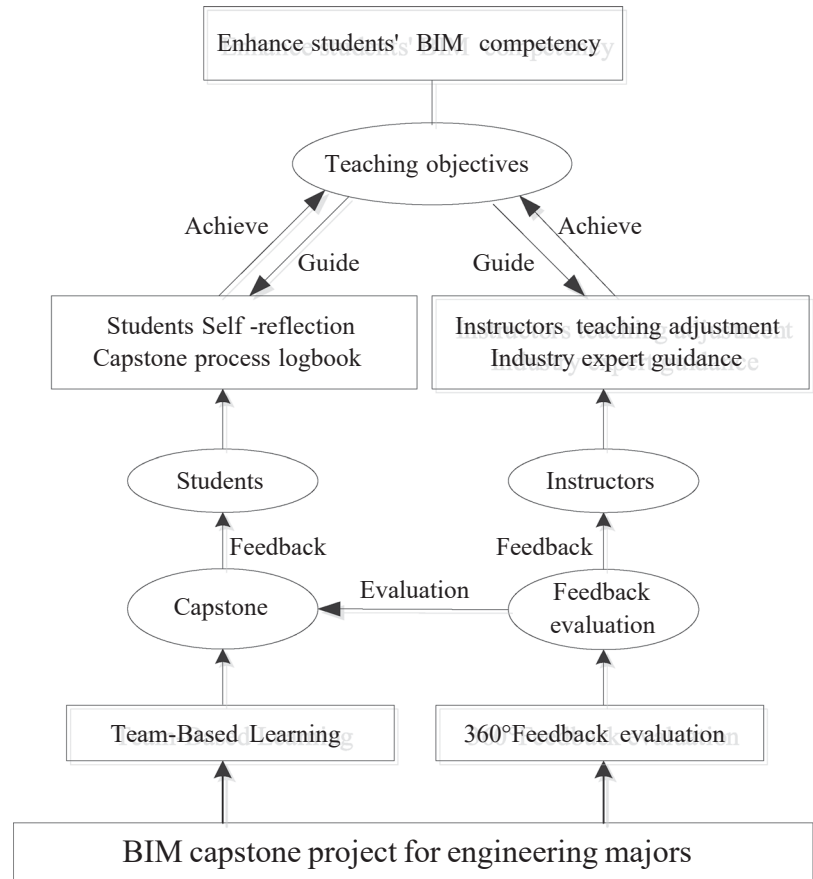 Enhance students' BIM competency
Teaching objectives
Achieve
Achieve
Guide
Guide
Students Self -reflection
Capstone process logbook
Instructors teaching adjustment
Industry expert guidance
Students
Instructors
Feedback
Feedback
Evaluation
Capstone
Feedback
evaluation
Team-Based Learning
360°Feedback evaluation
BIM capstone project for engineering majors